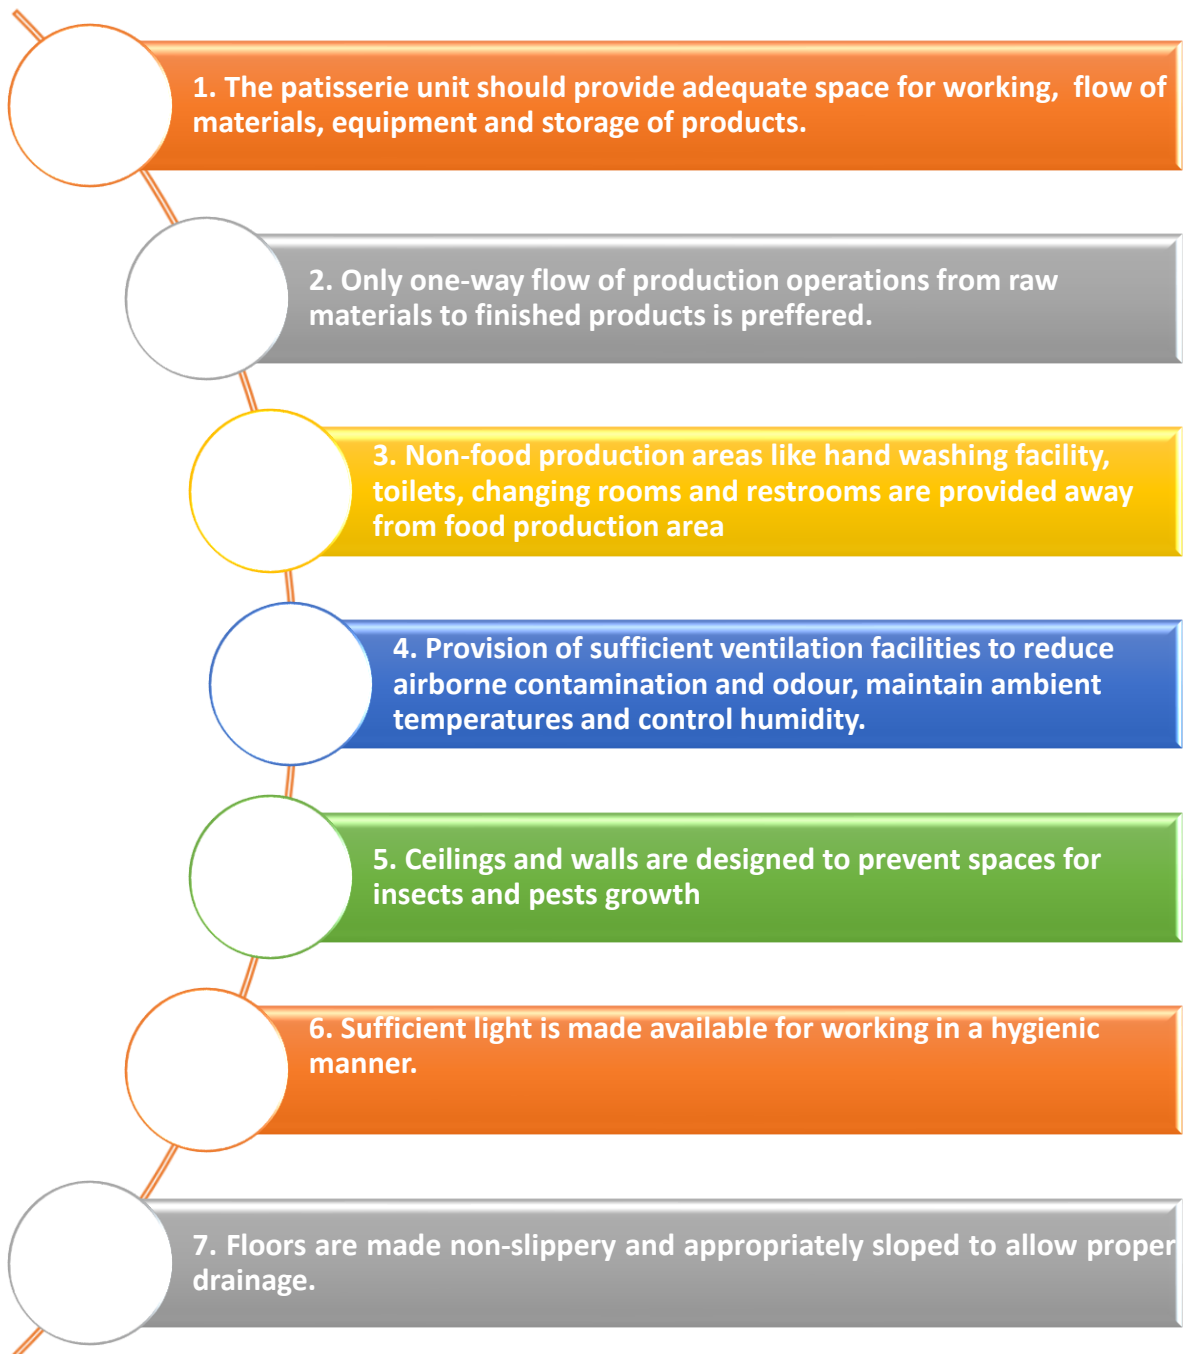 1. The patisserie unit should provide adequate space for working,  flow of
materials, equipment and storage of products.
2. Only one-way flow of production operations from raw
materials to finished products is preffered.
3. Non-food production areas like hand washing facility,
toilets, changing rooms and restrooms are provided away
from food production area
4. Provision of sufficient ventilation facilities to reduce
airborne contamination and odour, maintain ambient
temperatures and control humidity.
5. Ceilings and walls are designed to prevent spaces for
insects and pests growth
6. Sufficient light is made available for working in a hygienic
manner.
7. Floors are made non-slippery and appropriately sloped to allow proper
drainage.